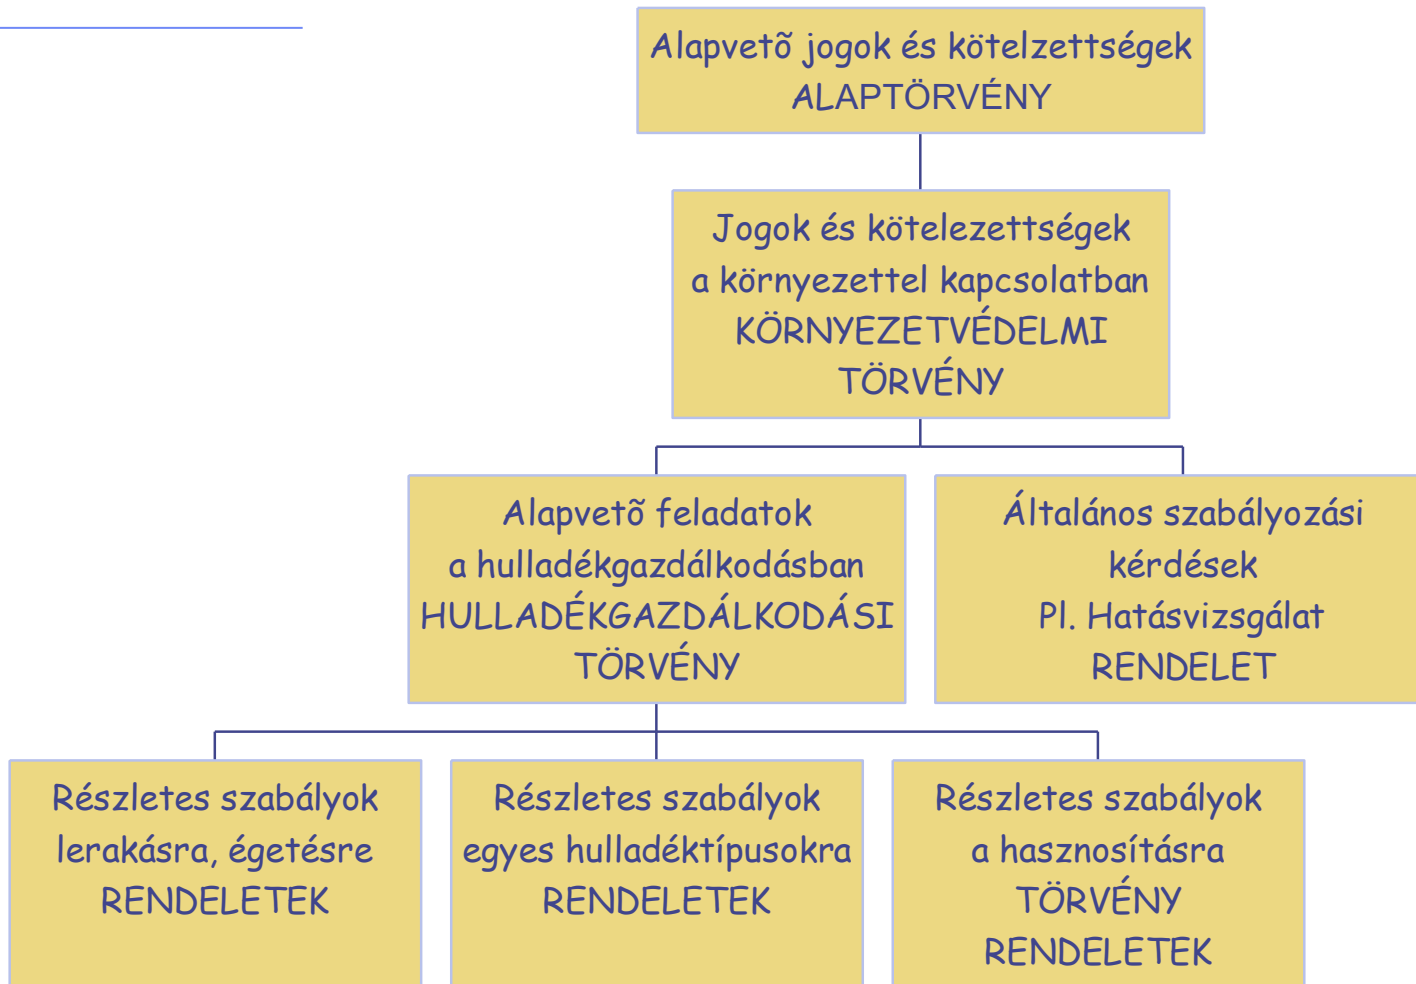 Alapvetõ jogok és kötelzettségek
ALAPTÖRVÉNY
Jogok és kötelezettségek
a környezettel kapcsolatban
KÖRNYEZETVÉDELMI
TÖRVÉNY
Alapvetõ feladatok
a hulladékgazdálkodásban
HULLADÉKGAZDÁLKODÁSI
TÖRVÉNY
Általános szabályozási
kérdések
Pl. Hatásvizsgálat
RENDELET
Részletes szabályok
lerakásra, égetésre
RENDELETEK
Részletes szabályok
egyes hulladéktípusokra
RENDELETEK
Részletes szabályok
a hasznosításra
TÖRVÉNY
RENDELETEK